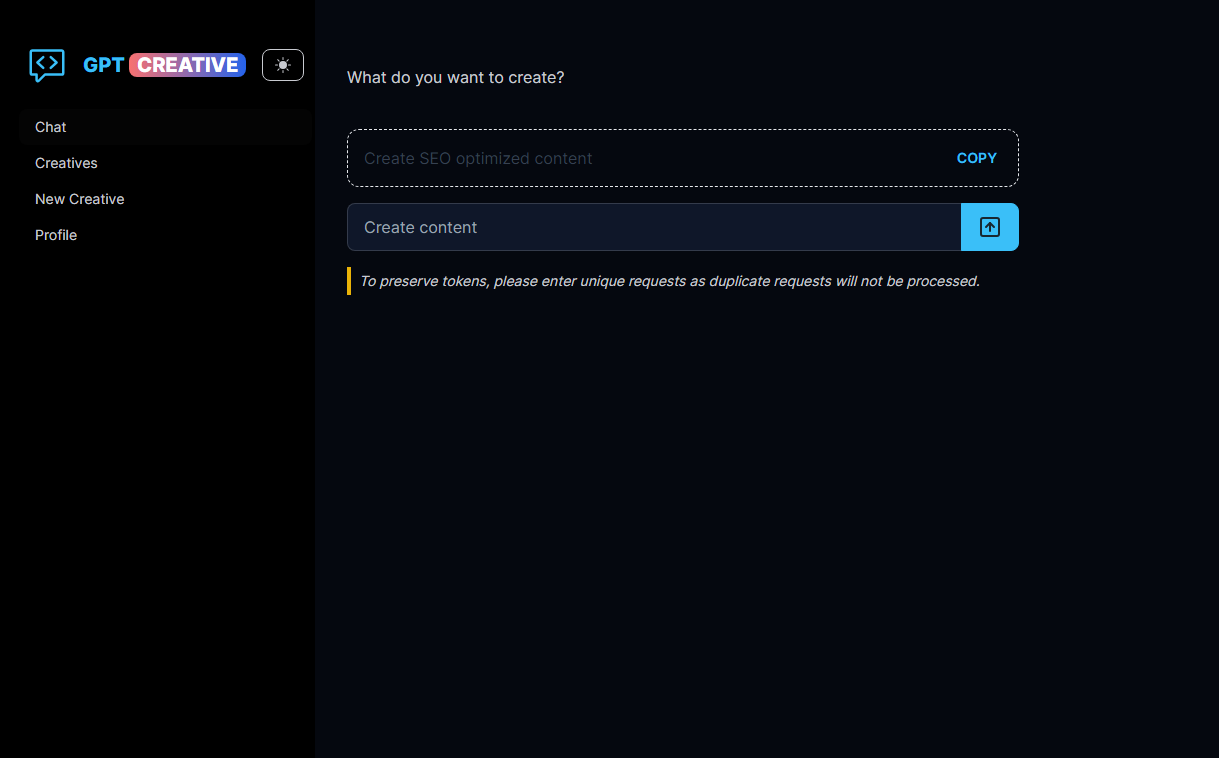 GPT CREATIVE
Chat
Creatives
New Creative
Profile
What do you want to create?
Create SEO optimized content COPY
Create content
To preserve tokens, please enter unique requests as duplicate requests will not be processed.